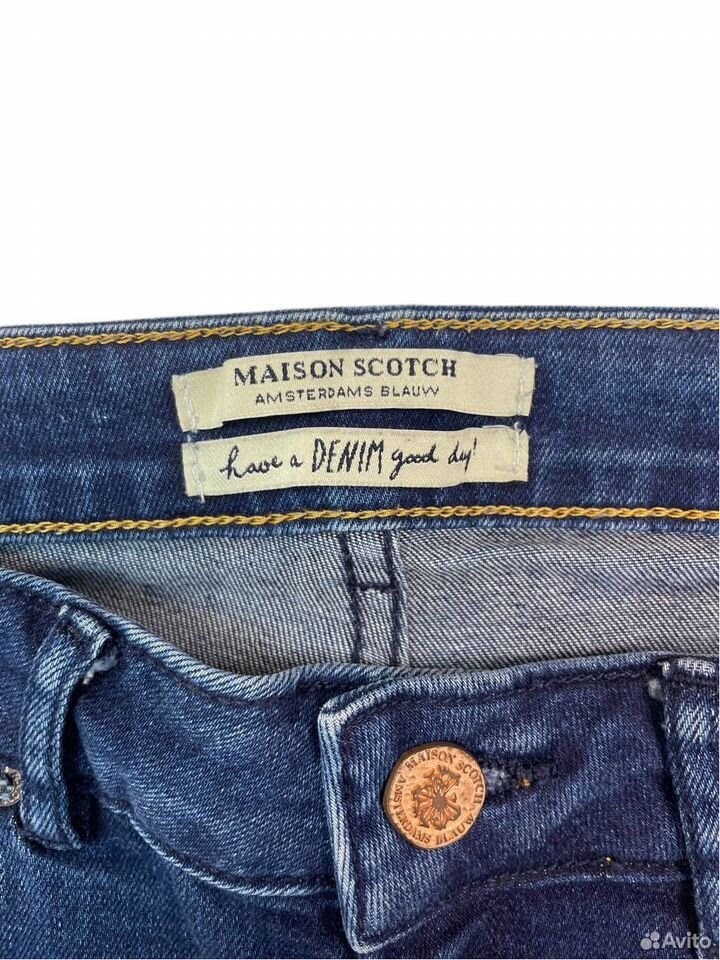 MAISON SCOTCH
AMSTERDAMS BLAUW
have a DENIM good day!
MAISON SCOTCH
AMSTERDAMS BLAUW
Avito